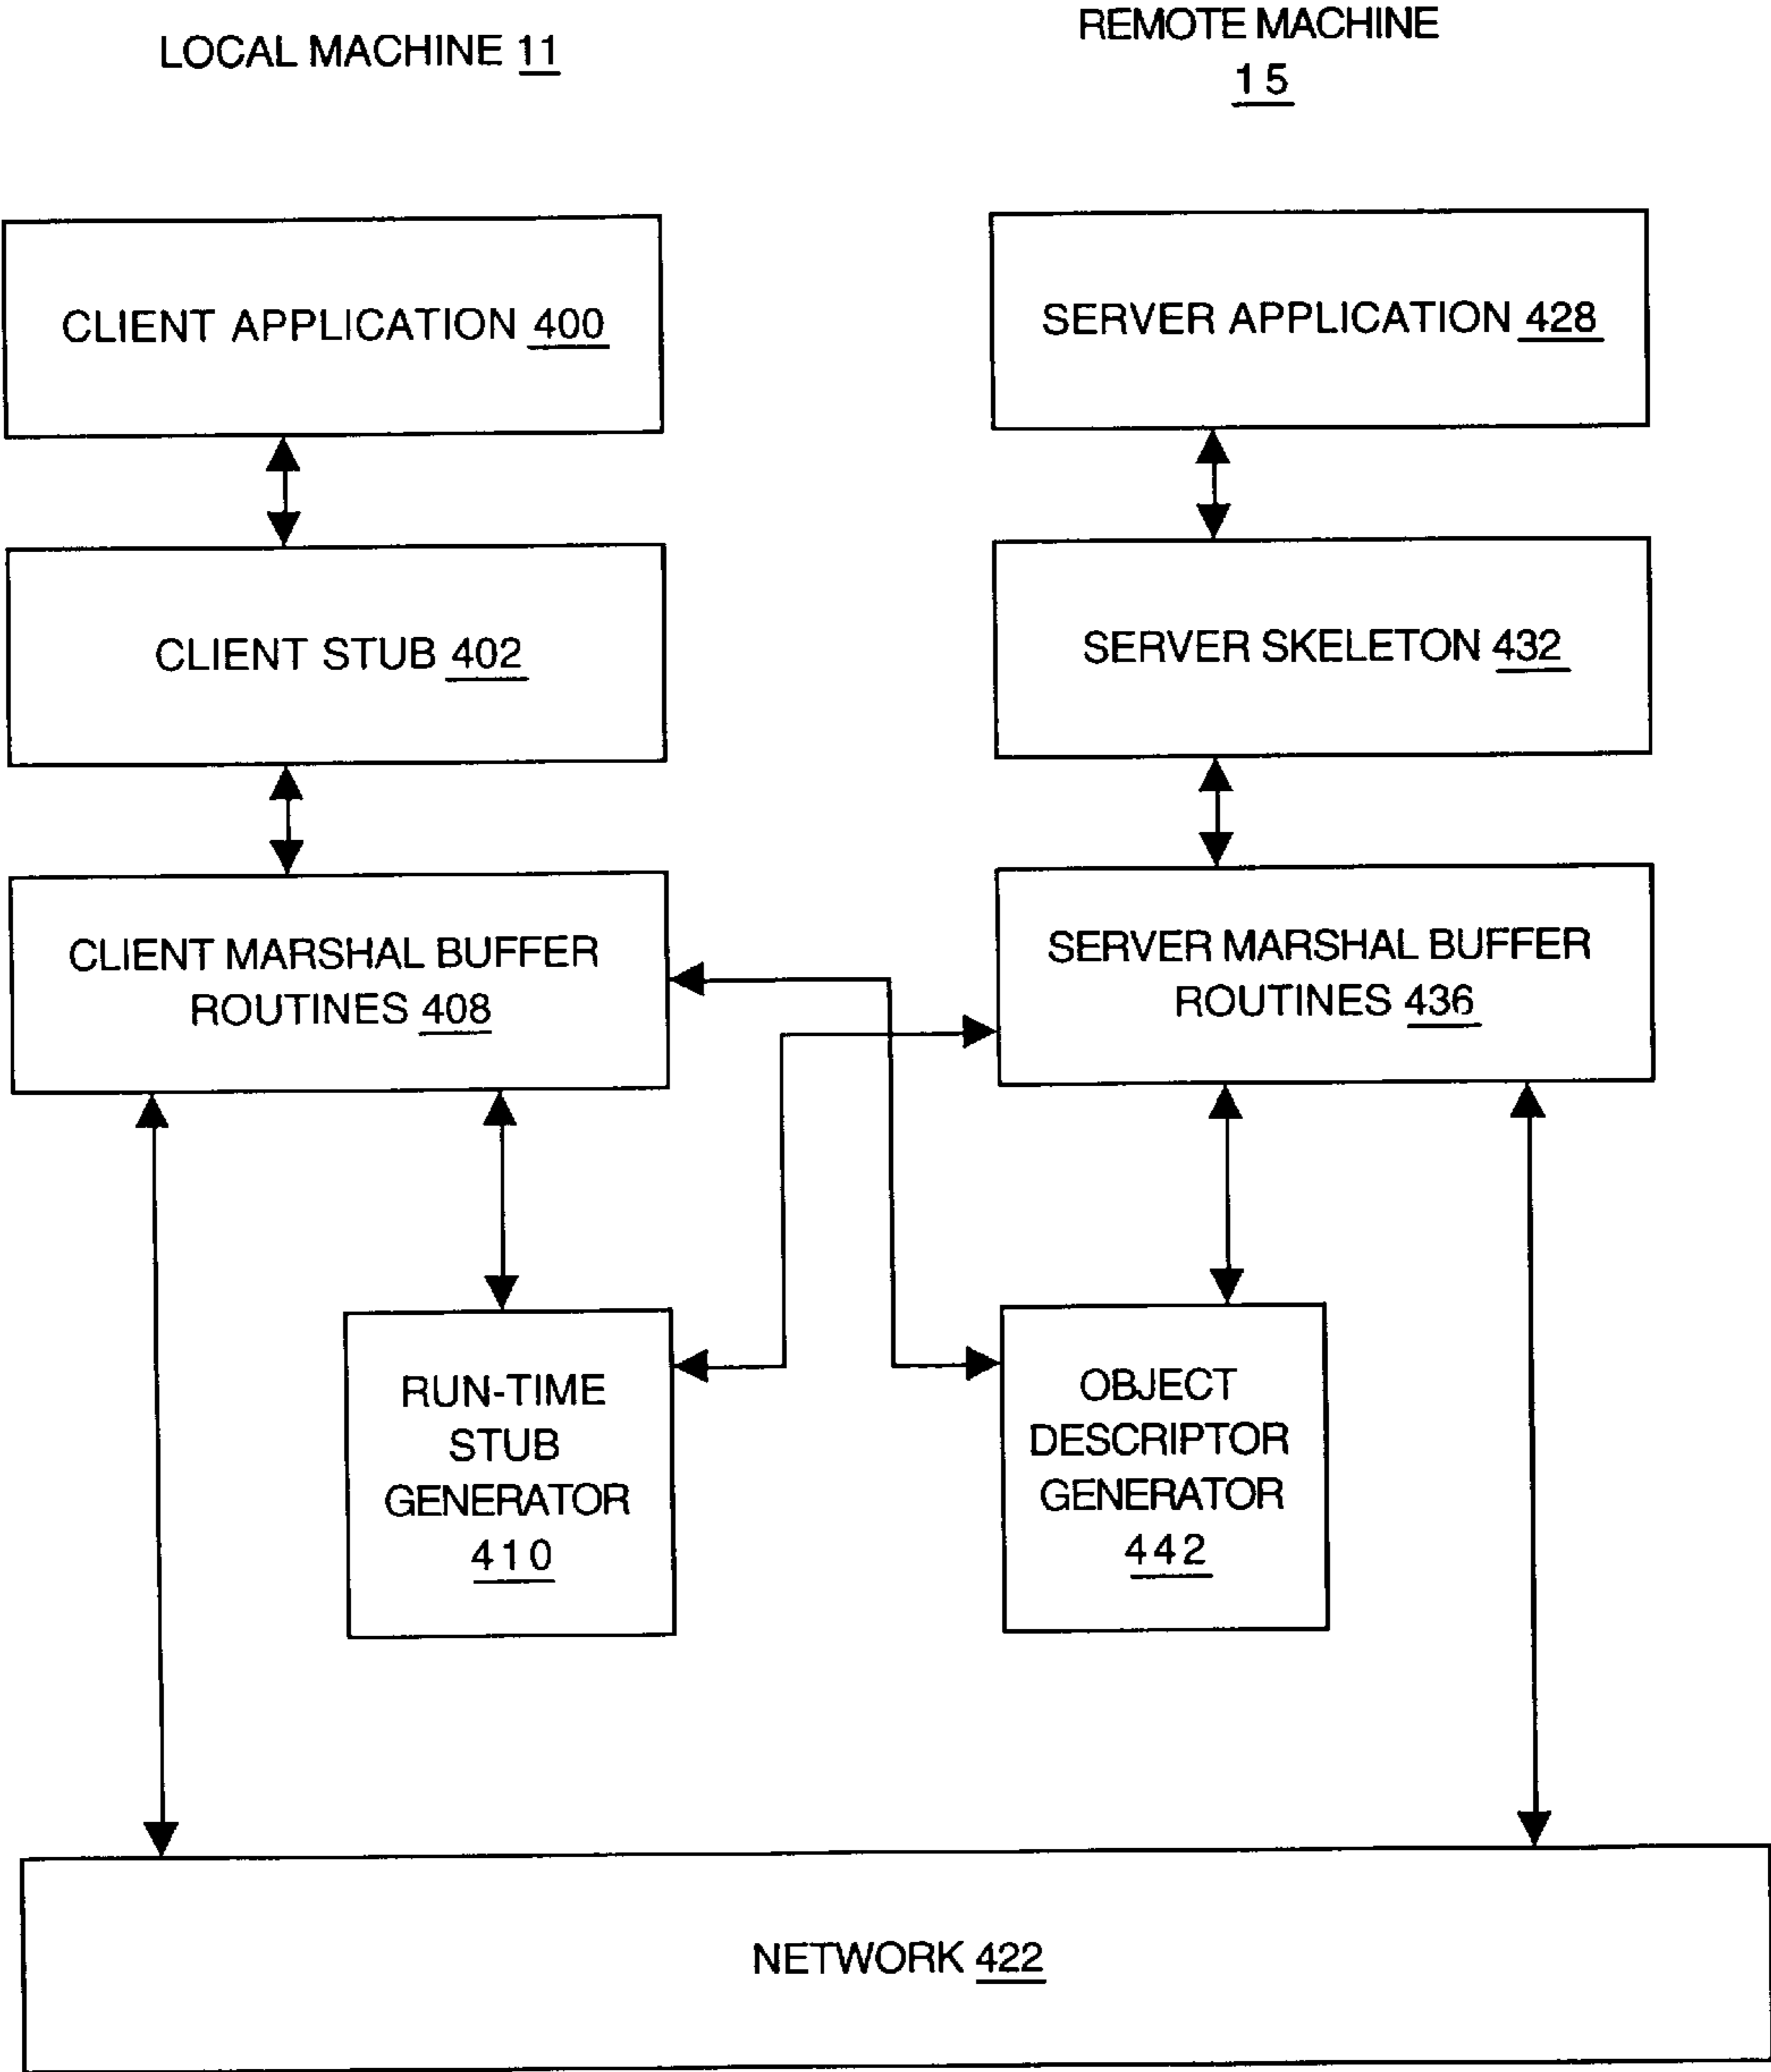 LOCAL MACHINE 11
REMOTE MACHINE
15
CLIENT APPLICATION 400
SERVER APPLICATION 428
CLIENT STUB 402
SERVER SKELETON 432
CLIENT MARSHAL BUFFER
ROUTINES 408
SERVER MARSHAL BUFFER
ROUTINES 436
RUN-TIME
STUB
GENERATOR
410
OBJECT
DESCRIPTOR
GENERATOR
442
NETWORK 422